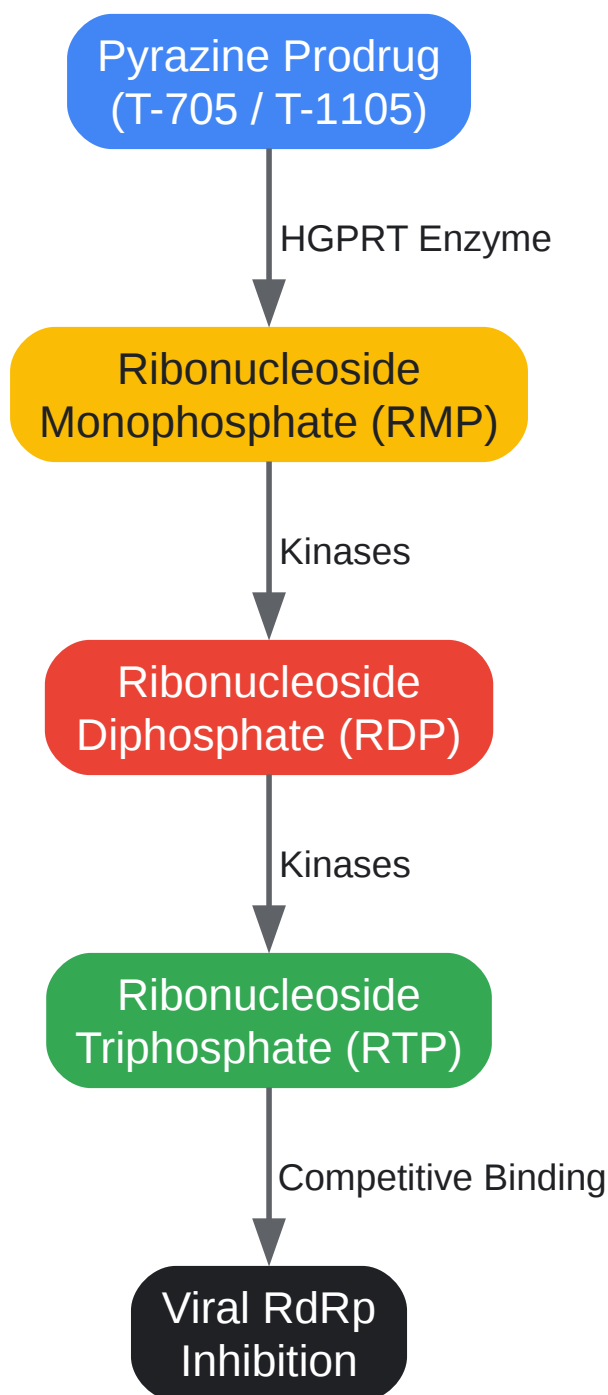 Pyrazine Prodrug
(T-705 / T-1105)
HGPRT Enzyme
Ribonucleoside
Monophosphate (RMP)
Kinases
Ribonucleoside
Diphosphate (RDP)
Kinases
Ribonucleoside
Triphosphate (RTP)
Competitive Binding
Viral RdRp
Inhibition